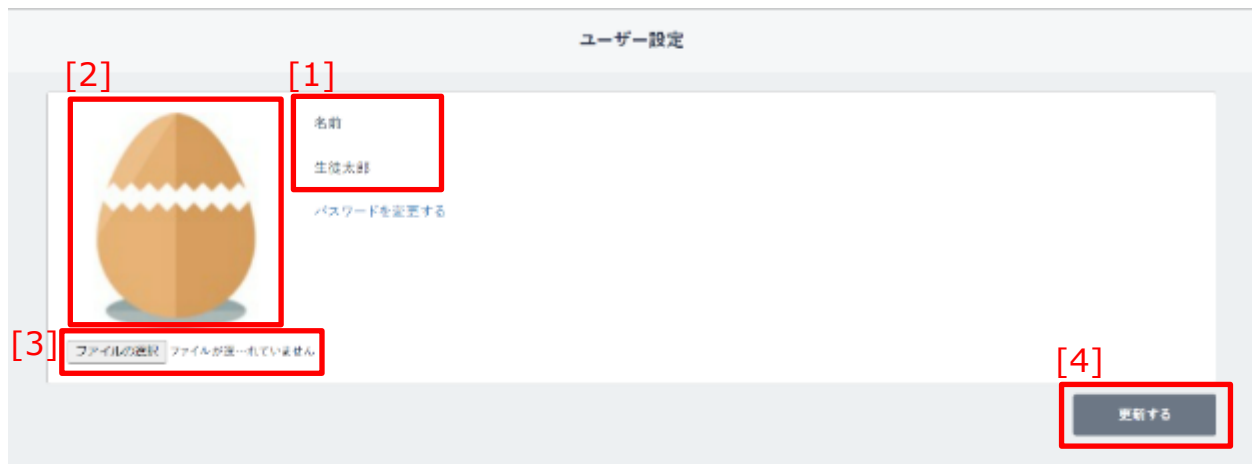 ユーザー設定
[2]
[1]
名前
生徒太郎
パスワードを変更する
[3]
ファイルの選択 ファイルが選…れていません
[4]
更新する